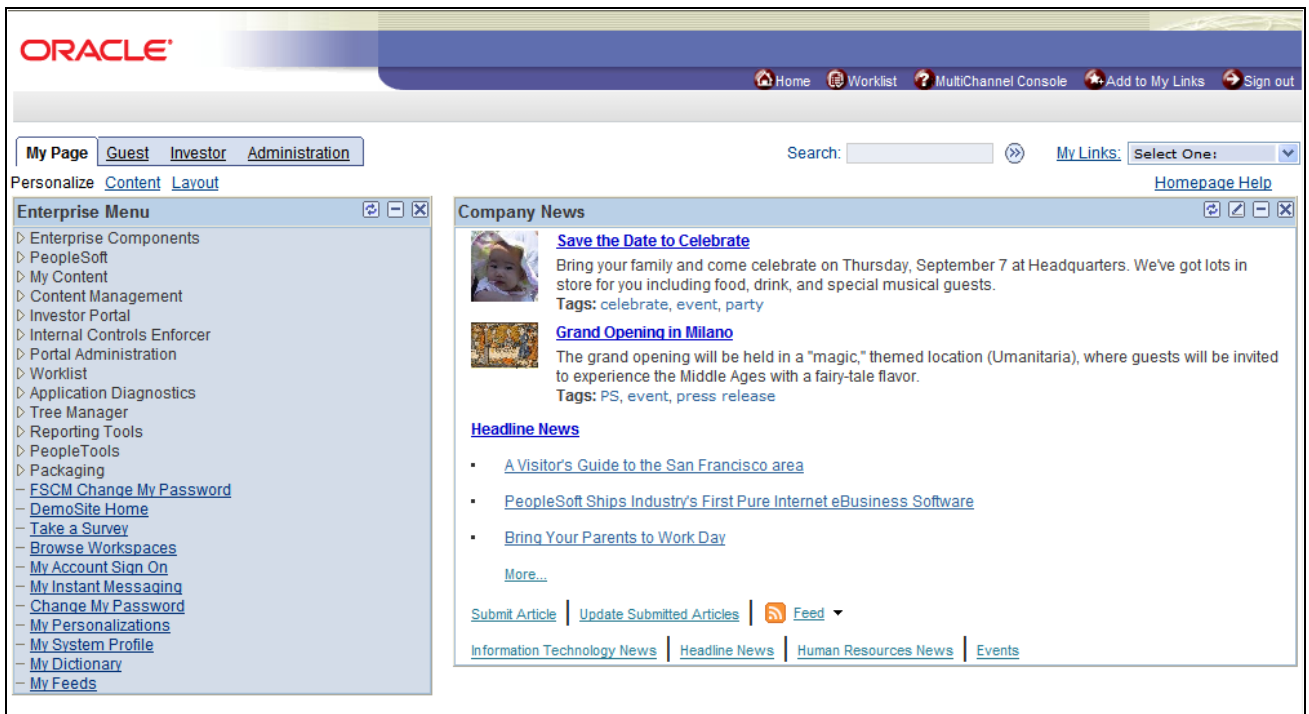 ORACLE
Home Worklist MultiChannel Console Add to My Links Sign out
My Page Guest Investor Administration Search: My Links: Select One:
Personalize Content Layout Homepage Help
Enterprise Menu
Enterprise Components
PeopleSoft
My Content
Content Management
Investor Portal
Internal Controls Enforcer
Portal Administration
Worklist
Application Diagnostics
Tree Manager
Reporting Tools
PeopleTools
Packaging
FSCM Change My Password
DemoSite Home
Take a Survey
Browse Workspaces
My Account Sign On
My Instant Messaging
Change My Password
My Personalizations
My System Profile
My Dictionary
My Feeds
Company News
Save the Date to Celebrate
Bring your family and come celebrate on Thursday, September 7 at Headquarters. We've got lots in
store for you including food, drink, and special musical guests.
Tags: celebrate, event, party
Grand Opening in Milano
The grand opening will be held in a "magic," themed location (Umanitaria), where guests will be invited
to experience the Middle Ages with a fairy-tale flavor.
Tags: PS, event, press release
Headline News
A Visitor's Guide to the San Francisco area
PeopleSoft Ships Industry's First Pure Internet eBusiness Software
Bring Your Parents to Work Day
More...
Submit Article | Update Submitted Articles | Feed
Information Technology News | Headline News | Human Resources News | Events